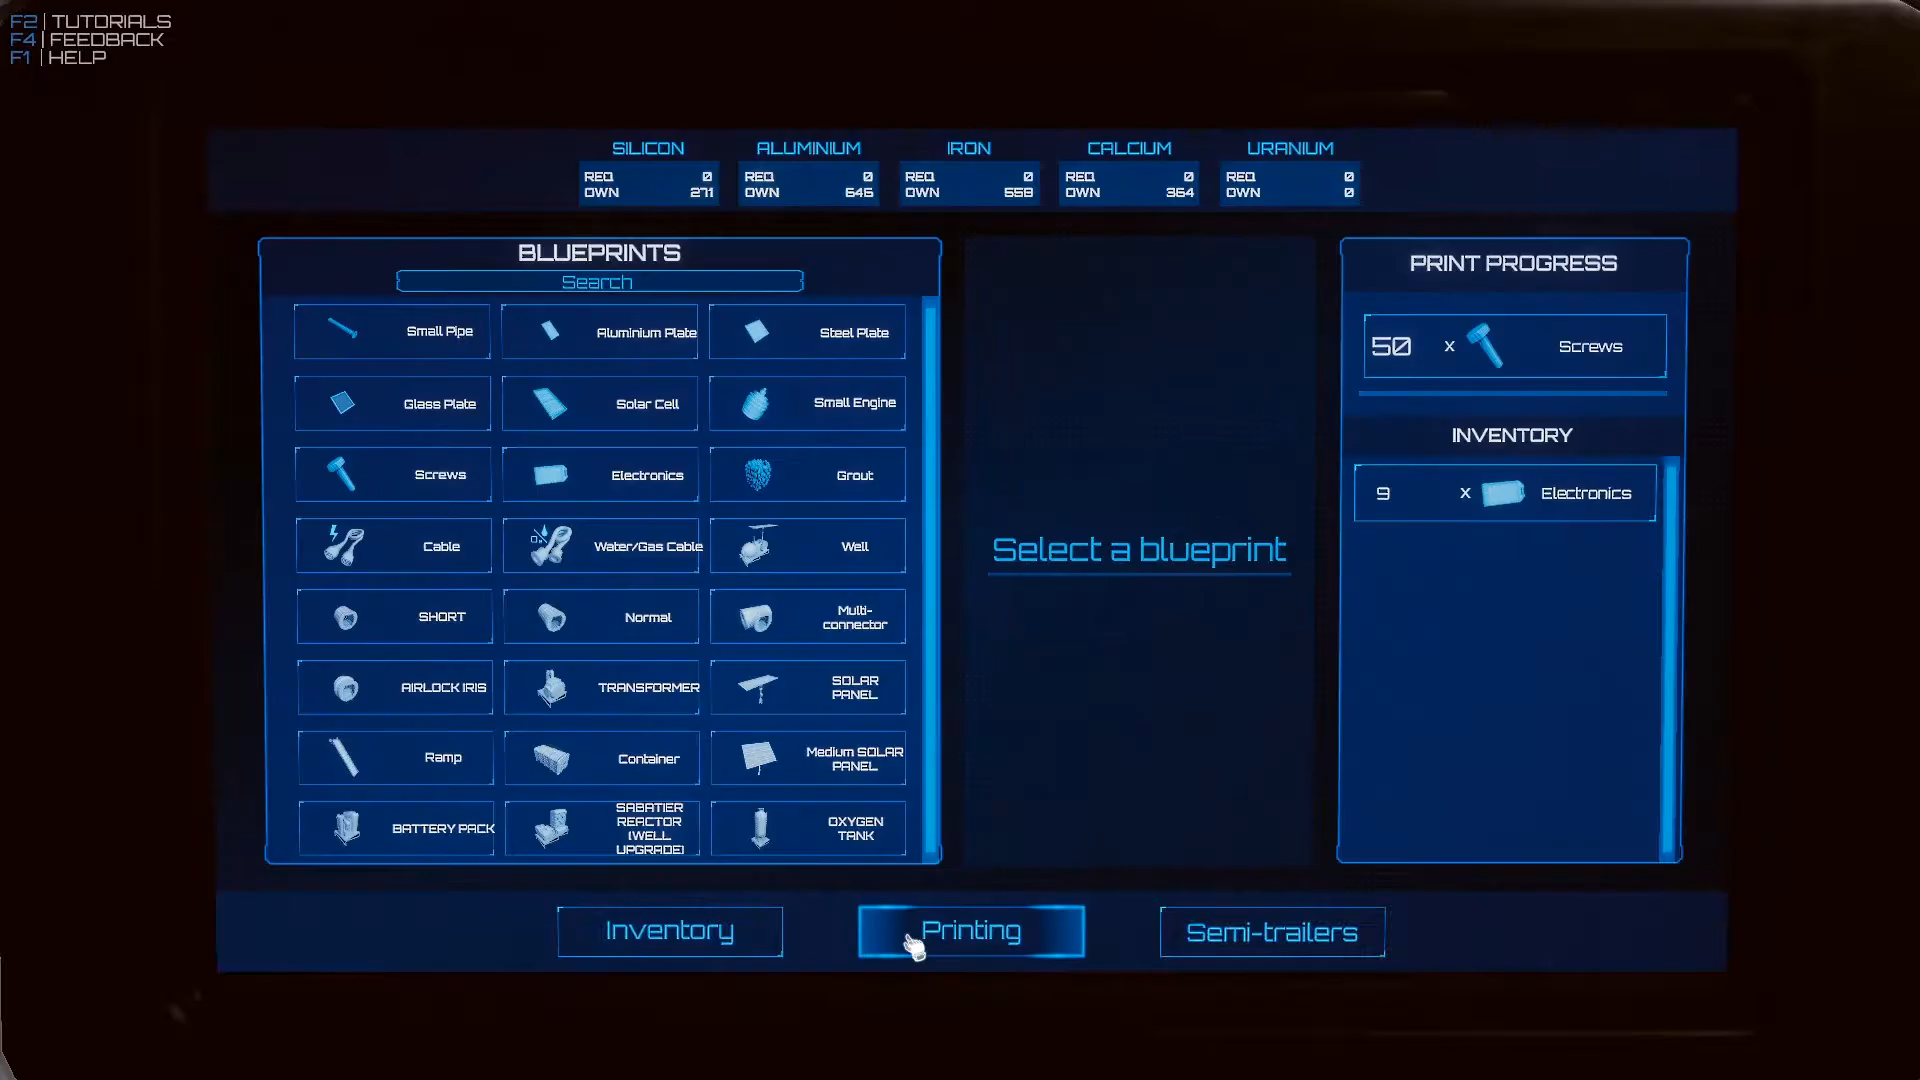 F2 | TUTORIALS
F4 | FEEDBACK
F1 | HELP
SILICON
REQ 0
OWN 271
ALUMINIUM
REQ 0
OWN 646
IRON
REQ 0
OWN 558
CALCIUM
REQ 0
OWN 364
URANIUM
REQ 0
OWN 0
BLUEPRINTS
Search
Small Pipe
Aluminium Plate
Steel Plate
Glass Plate
Solar Cell
Small Engine
Screws
Electronics
Grout
Cable
Water/Gas Cable
Well
SHORT
Normal
Multi-
connector
AIRLOCK IRIS
TRANSFORMER
SOLAR
PANEL
Ramp
Container
Medium SOLAR
PANEL
BATTERY PACK
SABATIER
REACTOR
(WELL
UPGRADE)
OXYGEN
TANK
Select a blueprint
PRINT PROGRESS
50 x Screws
INVENTORY
9 x Electronics
Inventory
Printing
Semi-trailers